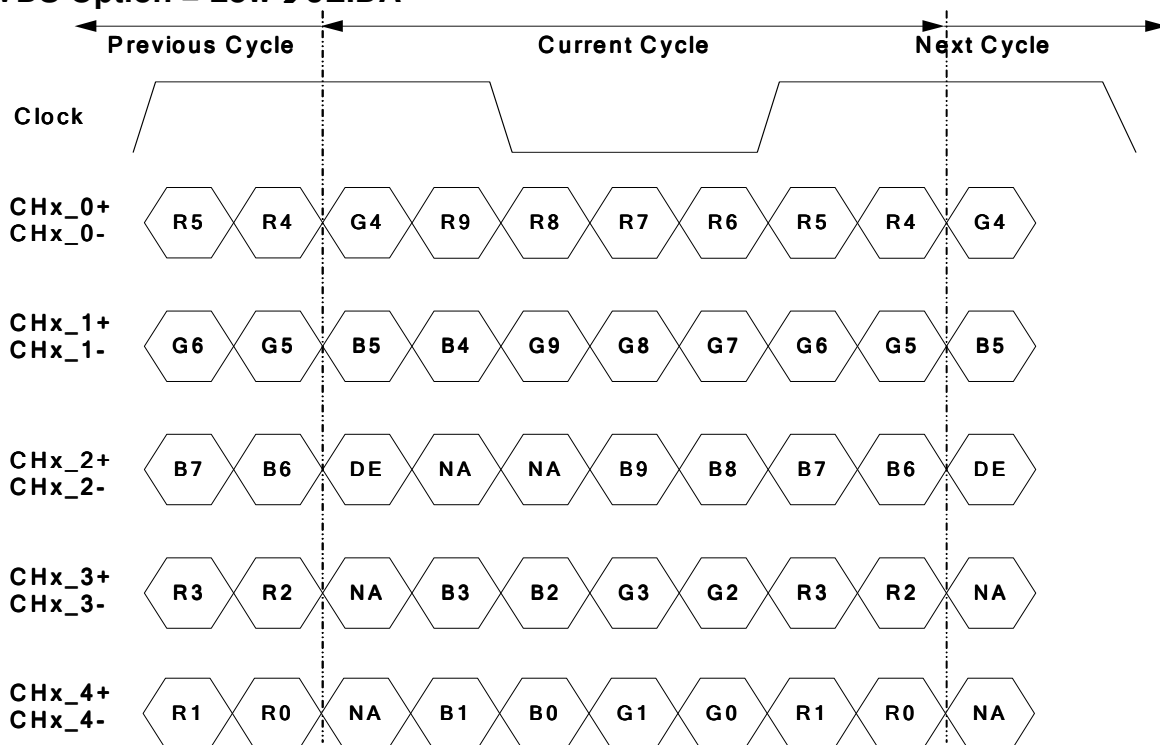 Option =
JEIDA
Previous Cycle Current Cycle Next Cycle
Clock
CHx_0+
CHx_0-
R5 R4 G4 R9 R8 R7 R6 R5 R4 G4
CHx_1+
CHx_1-
G6 G5 B5 B4 G9 G8 G7 G6 G5 B5
CHx_2+
CHx_2-
B7 B6 DE NA NA B9 B8 B7 B6 DE
CHx_3+
CHx_3-
R3 R2 NA B3 B2 G3 G2 R3 R2 NA
CHx_4+
CHx_4-
R1 R0 NA B1 B0 G1 G0 R1 R0 NA